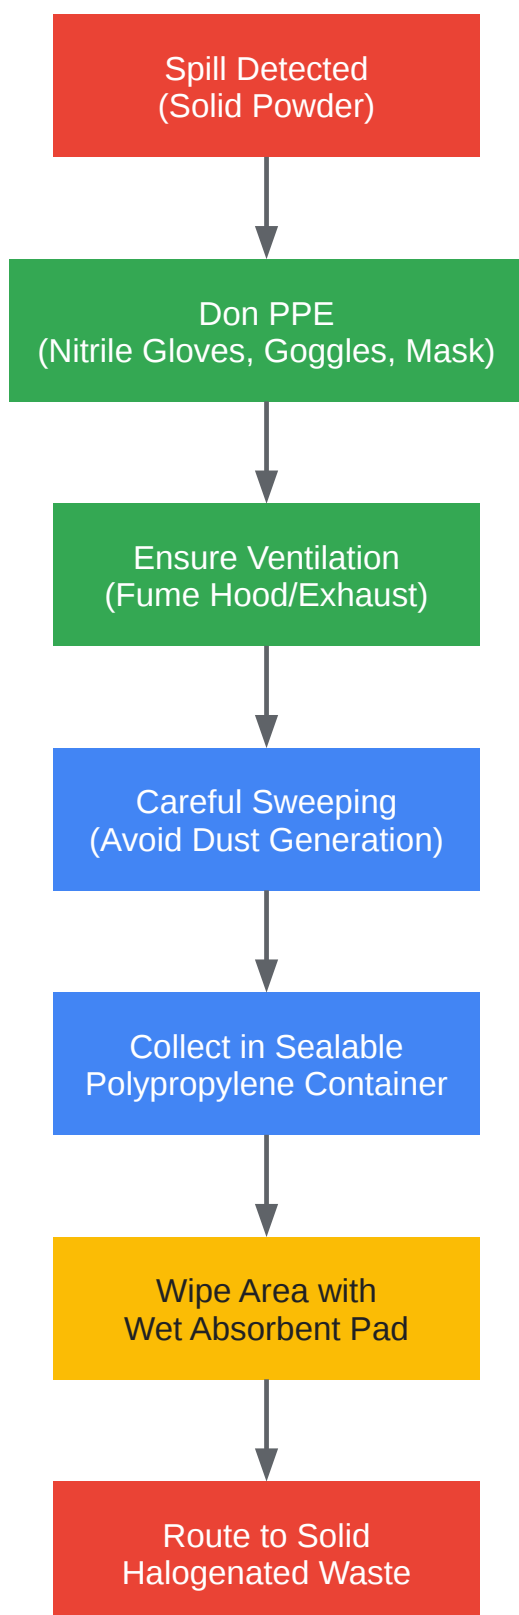 Spill Detected
(Solid Powder)
Don PPE
(Nitrile Gloves, Goggles, Mask)
Ensure Ventilation
(Fume Hood/Exhaust)
Careful Sweeping
(Avoid Dust Generation)
Collect in Sealable
Polypropylene Container
Wipe Area with
Wet Absorbent Pad
Route to Solid
Halogenated Waste